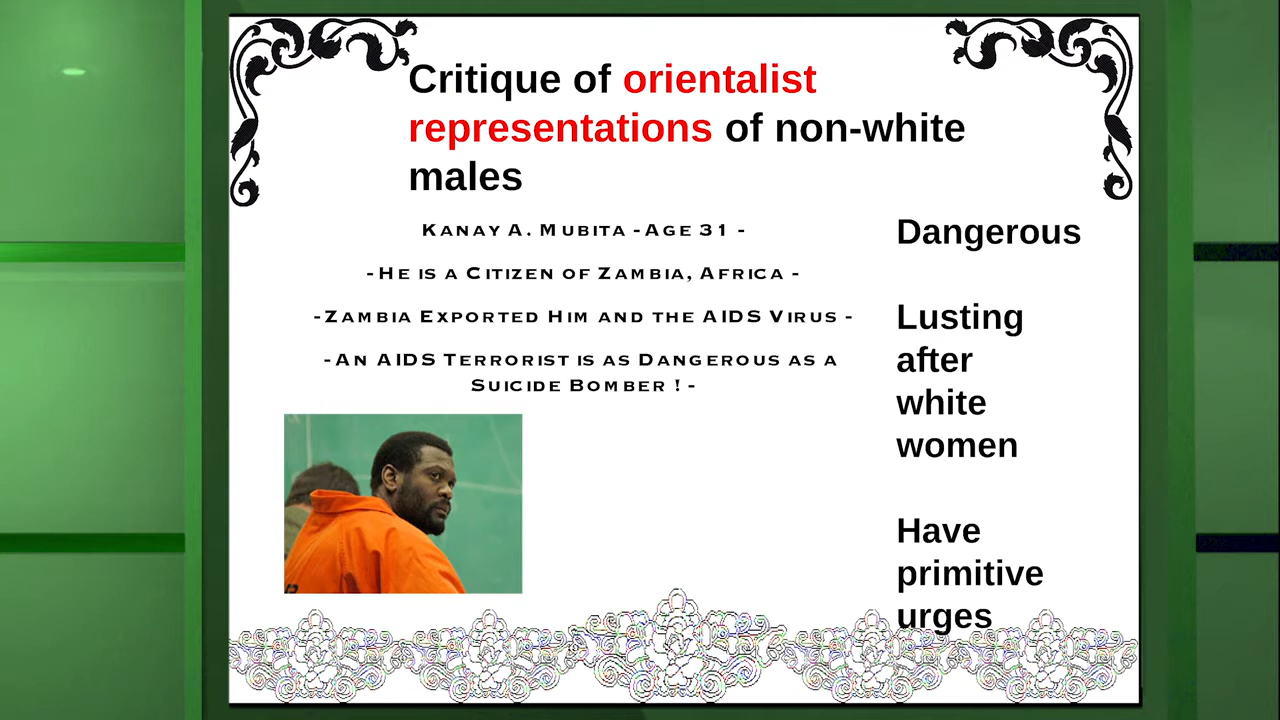 Critique of orientalist
representations of non-white
males
KANAY A. MUBITA -AGE 31 -
-HE IS A CITIZEN OF ZAMBIA, AFRICA -
-ZAMBIA EXPORTED HIM AND THE AIDS VIRUS -
-AN AIDS TERRORIST IS AS DANGEROUS AS A
SUICIDE BOMBER ! -
Dangerous
Lusting
after
white
women
Have
primitive
urges